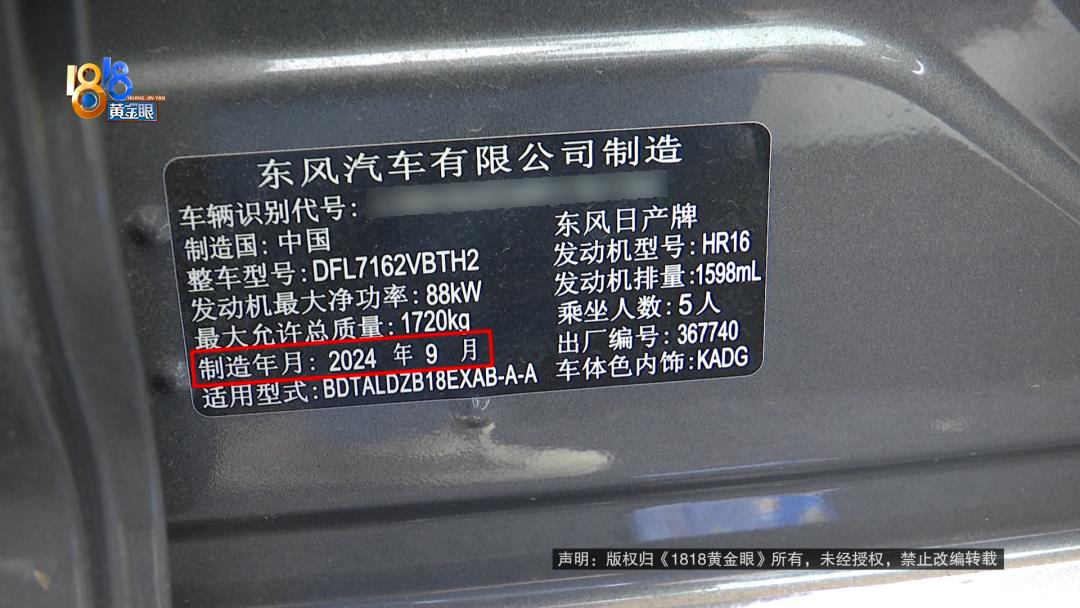 1818
HUANG JIN YAN
黄金眼
东风汽车有限公司制造
车辆识别代号:
制造国: 中国
整车型号: DFL7162VBTH2
发动机最大净功率: 88kW
最大允许总质量: 1720kg
制造年月: 2024 年 9 月
适用型式: BDTALDZB18EXAB-A-A
东风日产牌
发动机型号: HR16
发动机排量: 1598mL
乘坐人数: 5人
出厂编号: 367740
车体色内饰: KADG
声明：版权归《1818黄金眼》所有，未经授权，禁止改编转载